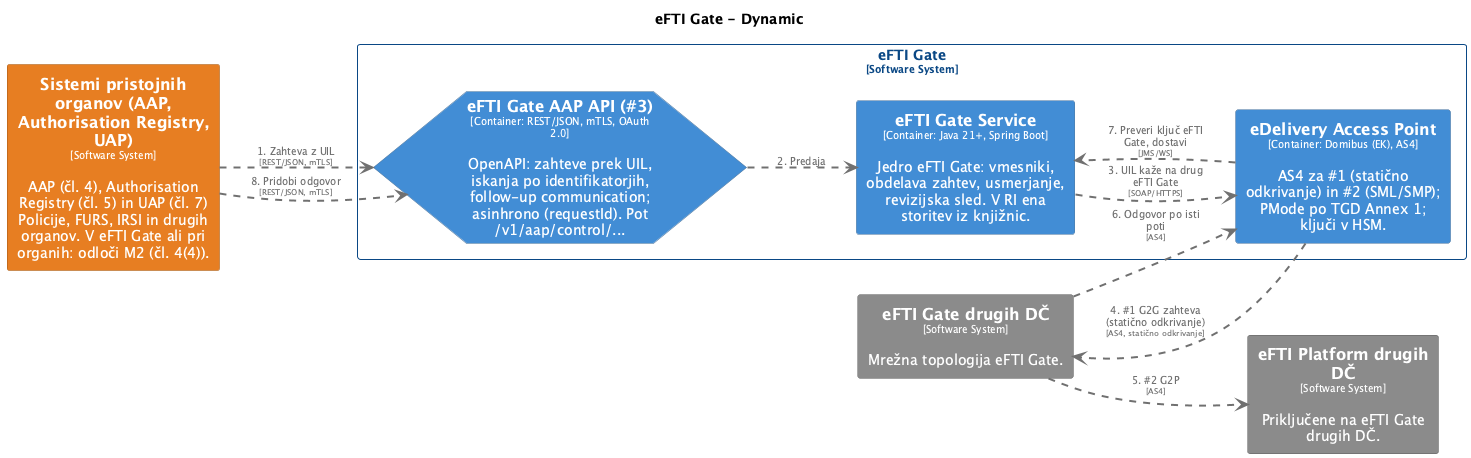 eFTI Gate – Dynamic
eFTI Gate
[Software System]
Sistemi pristojnih
organov (AAP,
Authorisation Registry,
UAP)
[Software System]
AAP (čl. 4), Authorisation
Registry (čl. 5) in UAP (čl. 7)
Policije, FURS, IRSI in drugih
organov. V eFTI Gate ali pri
organih: odloči M2 (čl. 4(4)).
1. Zahteva z UIL
[REST/JSON, mTLS]
8. Pridobi odgovor
[REST/JSON, mTLS]
eFTI Gate AAP API (#3)
[Container: REST/JSON, mTLS, OAuth
2.0]
OpenAPI: zahteve prek UIL,
iskanja po identifikatorjih,
follow-up communication;
asinhrono (requestId). Pot
/v1/aap/control/...
2. Predaja
eFTI Gate Service
[Container: Java 21+, Spring Boot]
Jedro eFTI Gate: vmesniki,
obdelava zahtev, usmerjanje,
revizijska sled. V RI ena
storitev iz knjižnic.
7. Preveri ključ eFTI
Gate, dostavi
[JMS/WS]
3. UIL kaže na drug
eFTI Gate
[SOAP/HTTPS]
6. Odgovor po isti
poti
[AS4]
eDelivery Access Point
[Container: Domibus (EK), AS4]
AS4 za #1 (statično
odkrivanje) in #2 (SML/SMP);
PMode po TGD Annex 1;
ključi v HSM.
eFTI Gate drugih DČ
[Software System]
Mrežna topologija eFTI Gate.
4. #1 G2G zahteva
(statično odkrivanje)
[AS4, statično odkrivanje]
5. #2 G2P
[AS4]
eFTI Platform drugih
DČ
[Software System]
Priključene na eFTI Gate
drugih DČ.